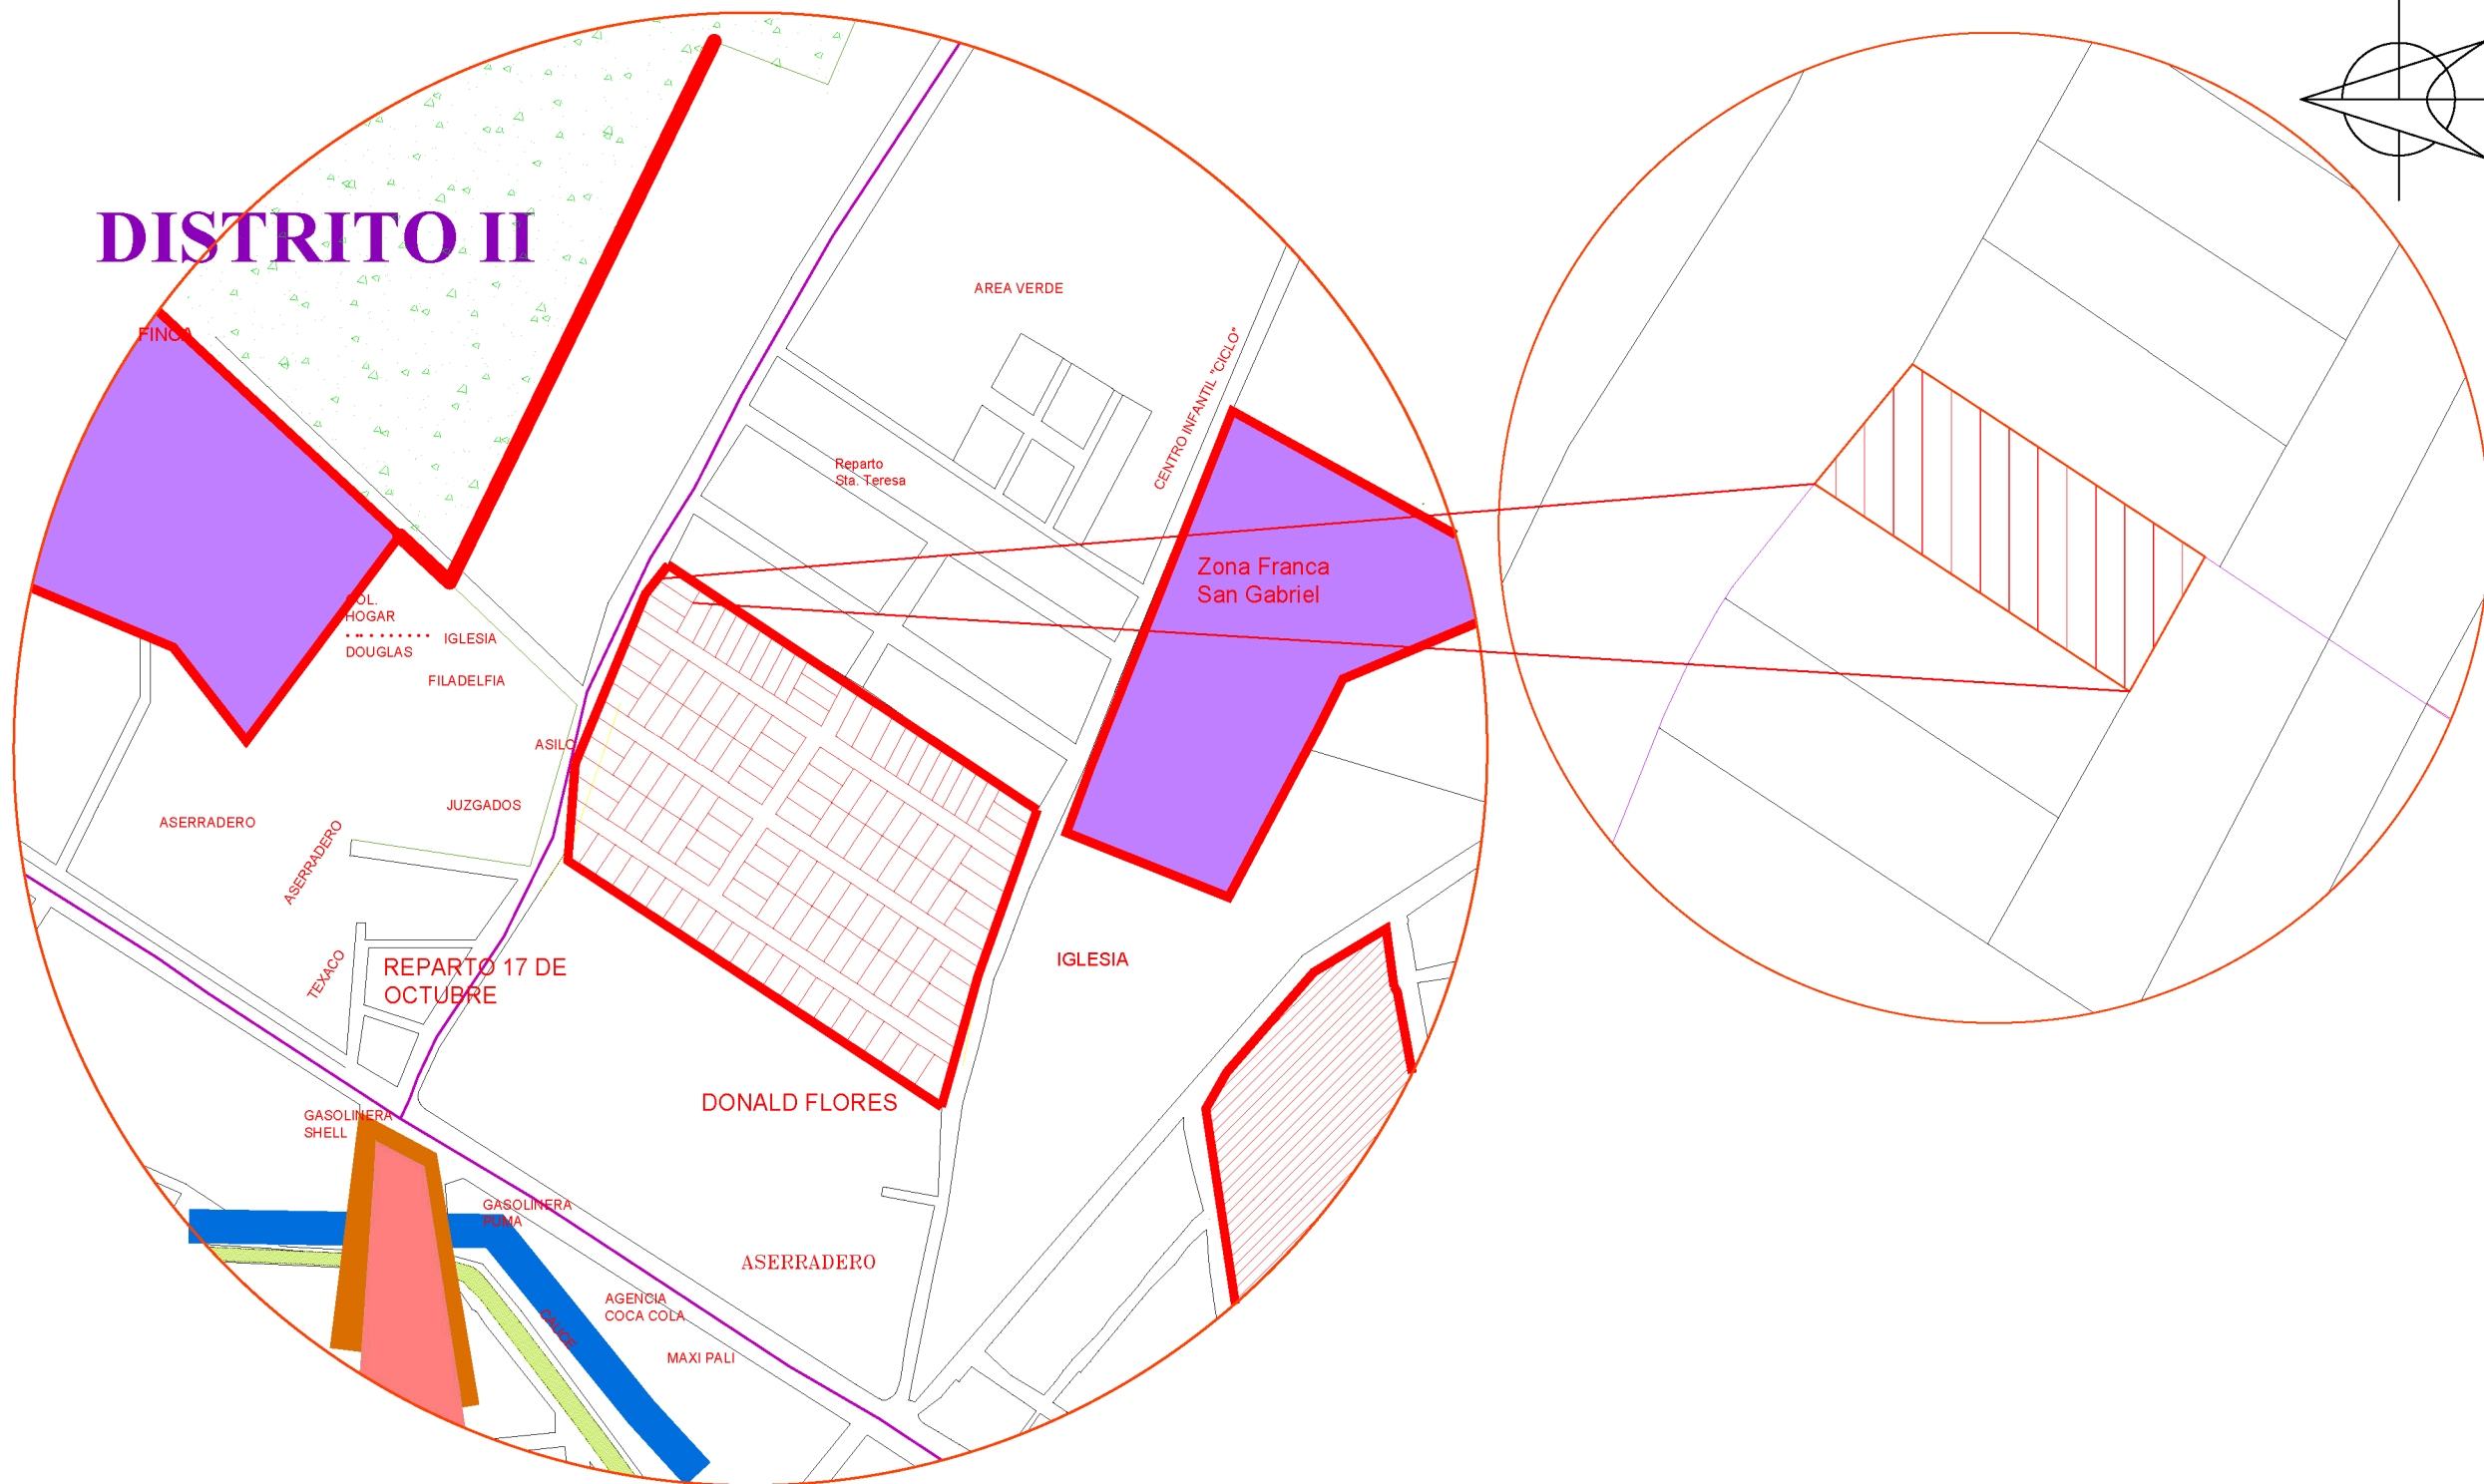 DISTRITO II
FINCA
AREA VERDE
CENTRO INFANTIL "CICLO"
Reparto
Sta. Teresa
Zona Franca
San Gabriel
COL.
HOGAR
DOUGLAS
IGLESIA
FILADELFIA
ASILO
JUZGADOS
ASERRADERO
ASERRADERO
TEXACO
REPARTO 17 DE
OCTUBRE
IGLESIA
DONALD FLORES
GASOLINERA
SHELL
GASOLINERA
PUMA
ASERRADERO
AGENCIA
COCA COLA
CAUCE
MAXI PALI